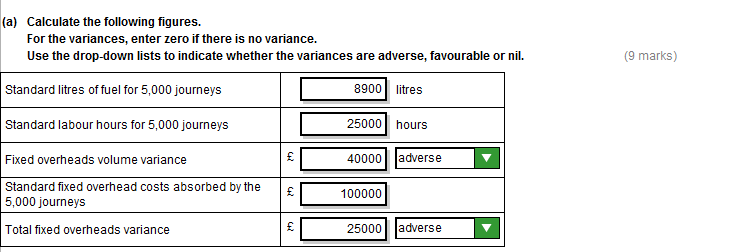 (a) Calculate the following figures.
For the variances, enter zero if there is no variance.
Use the drop-down lists to indicate whether the variances are adverse, favourable or nil. (9 marks)
Standard litres of fuel for 5,000 journeys 8900 litres
Standard labour hours for 5,000 journeys 25000 hours
Fixed overheads volume variance £ 40000 adverse
Standard fixed overhead costs absorbed by the
5,000 journeys £ 100000
Total fixed overheads variance £ 25000 adverse